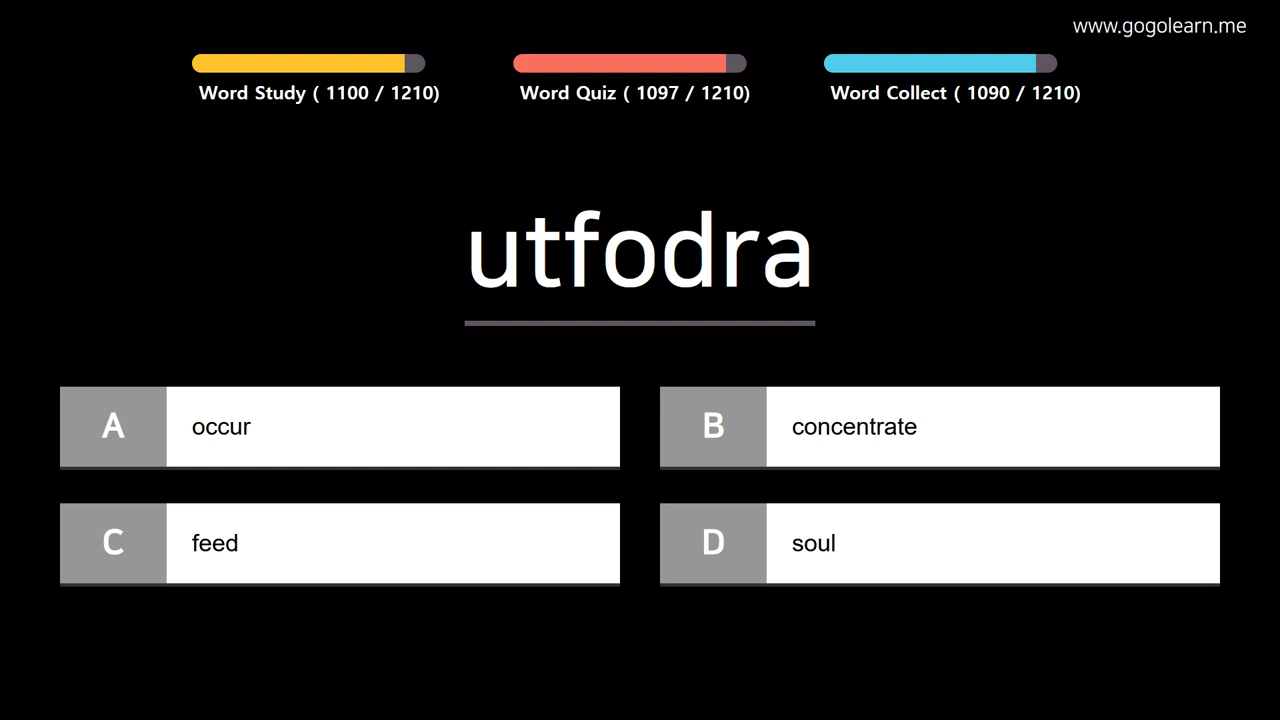 www.gogolearn.me
Word Study ( 1100 / 1210)
Word Quiz ( 1097 / 1210)
Word Collect ( 1090 / 1210)
utfodra
A occur
B concentrate
C feed
D soul